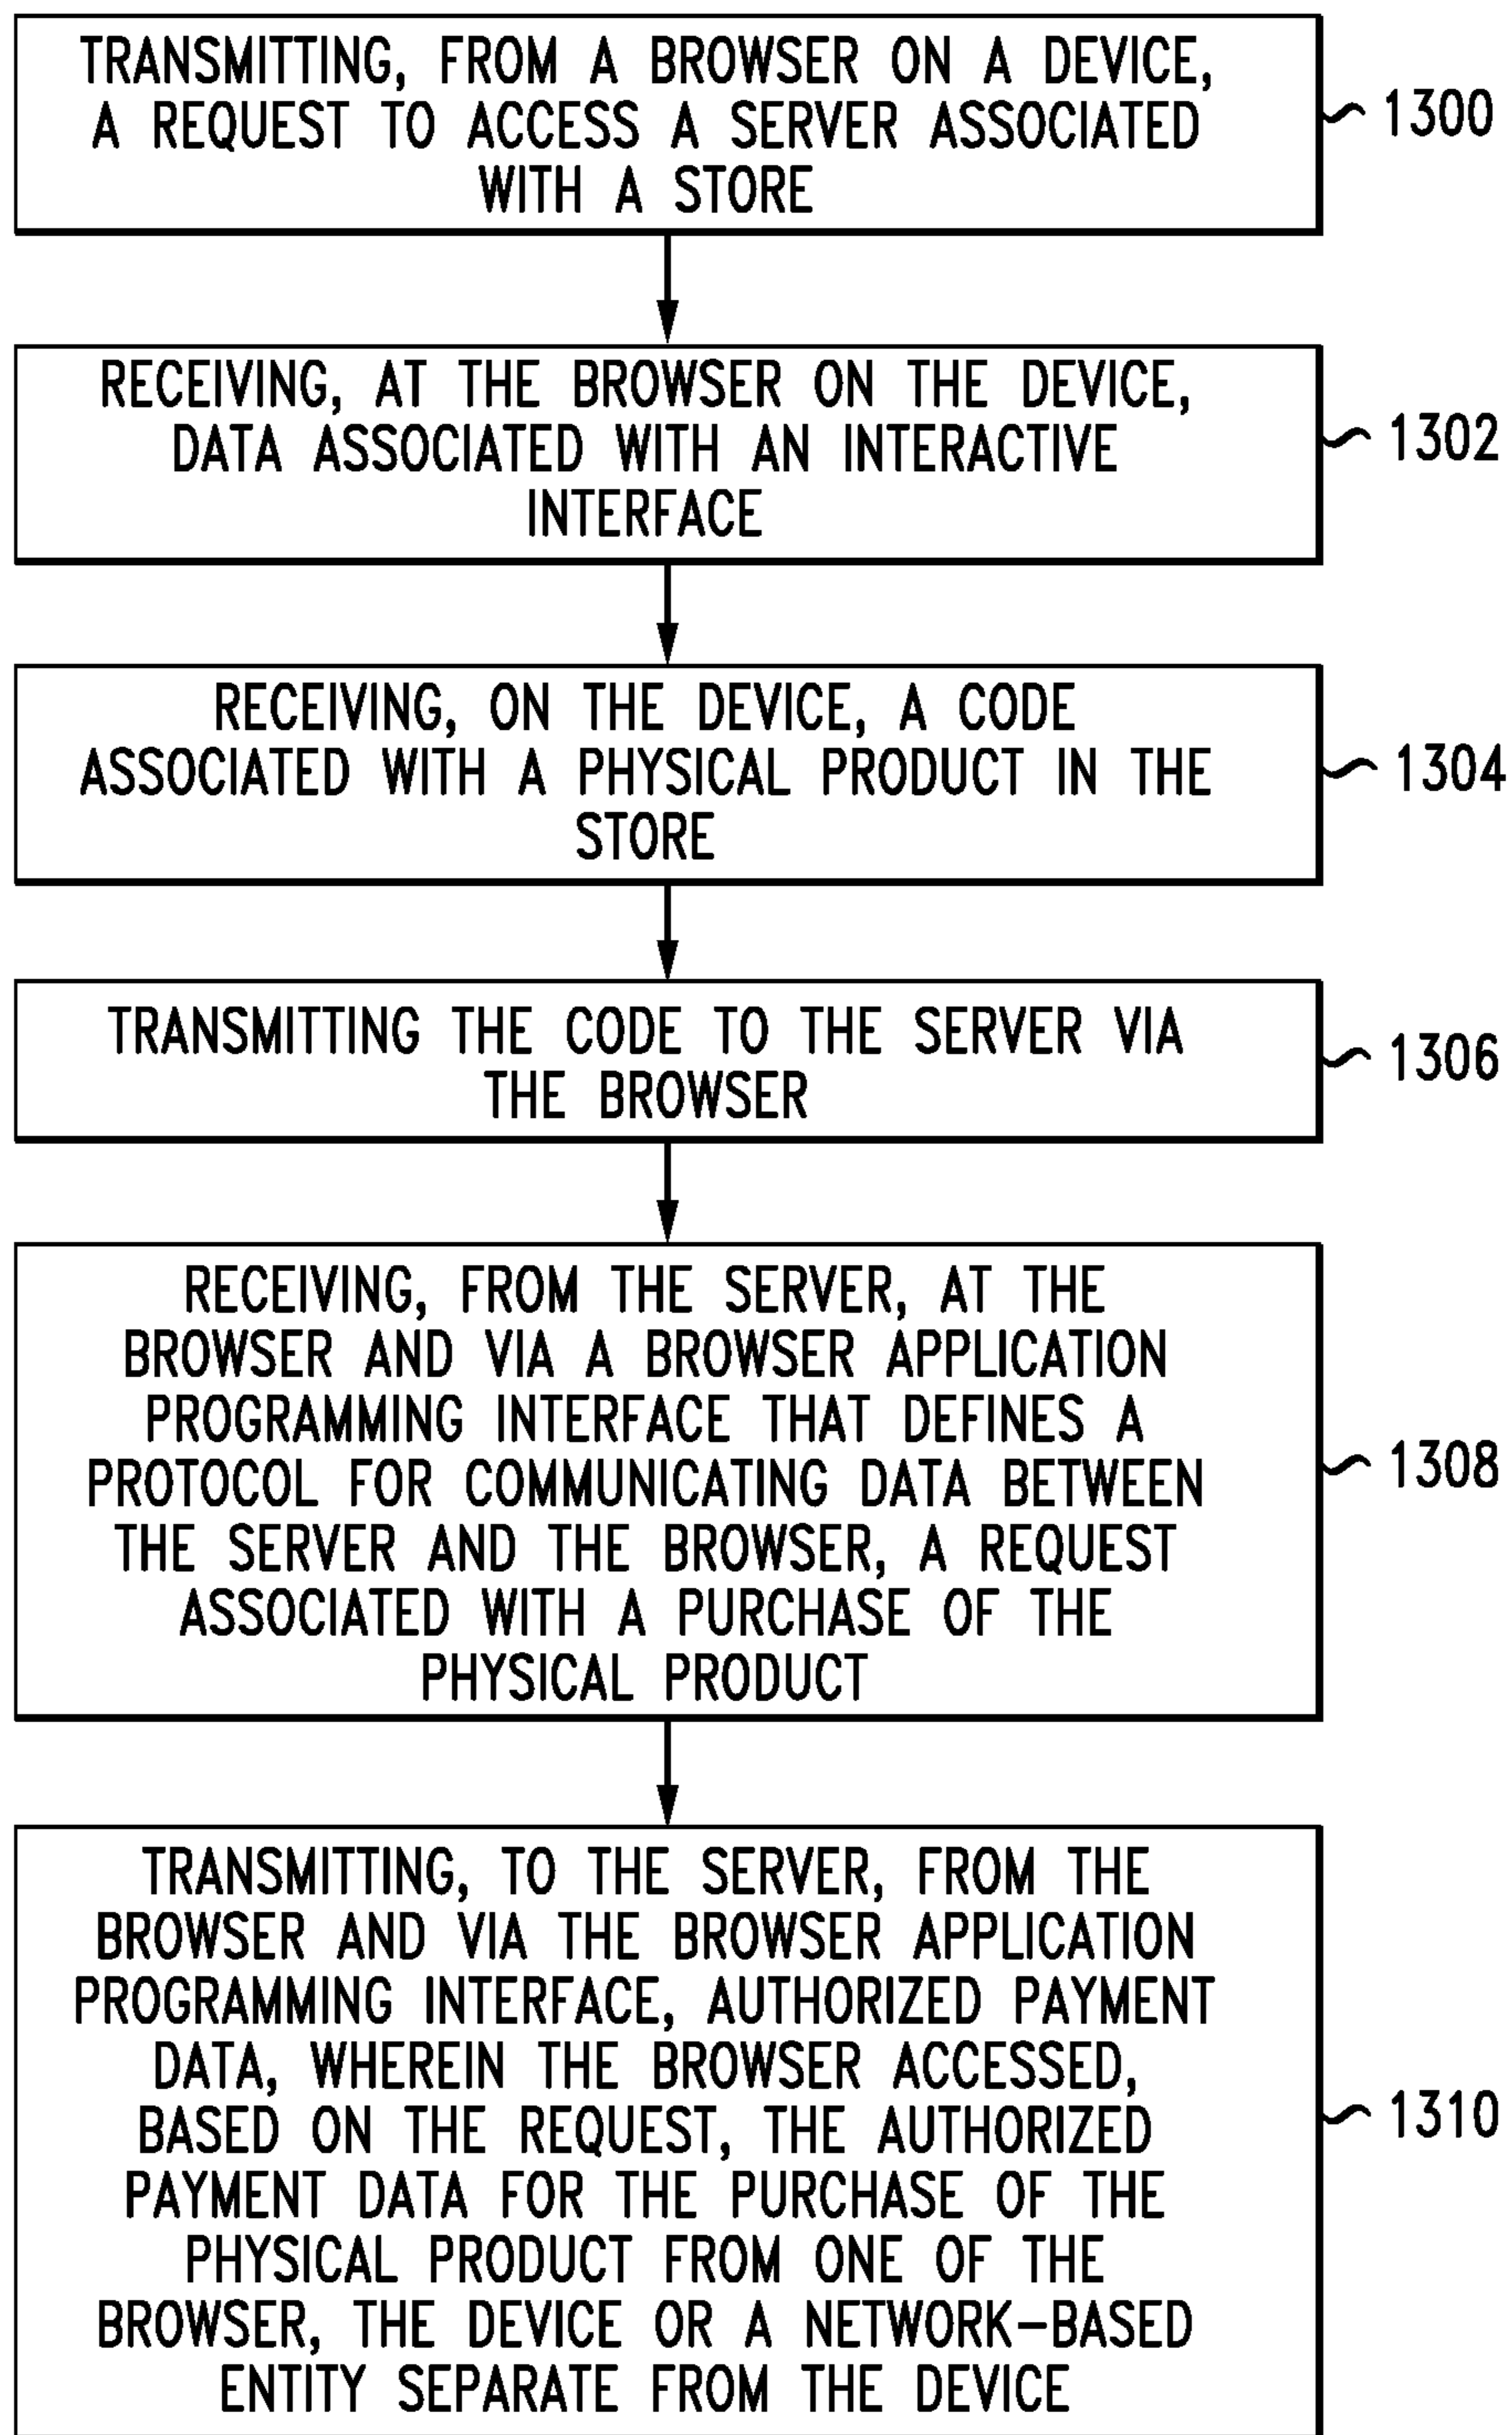 TRANSMITTING, FROM A BROWSER ON A DEVICE,
A REQUEST TO ACCESS A SERVER ASSOCIATED
WITH A STORE
1300
RECEIVING, AT THE BROWSER ON THE DEVICE,
DATA ASSOCIATED WITH AN INTERACTIVE
INTERFACE
1302
RECEIVING, ON THE DEVICE, A CODE
ASSOCIATED WITH A PHYSICAL PRODUCT IN THE
STORE
1304
TRANSMITTING THE CODE TO THE SERVER VIA
THE BROWSER
1306
RECEIVING, FROM THE SERVER, AT THE
BROWSER AND VIA A BROWSER APPLICATION
PROGRAMMING INTERFACE THAT DEFINES A
PROTOCOL FOR COMMUNICATING DATA BETWEEN
THE SERVER AND THE BROWSER, A REQUEST
ASSOCIATED WITH A PURCHASE OF THE
PHYSICAL PRODUCT
1308
TRANSMITTING, TO THE SERVER, FROM THE
BROWSER AND VIA THE BROWSER APPLICATION
PROGRAMMING INTERFACE, AUTHORIZED PAYMENT
DATA, WHEREIN THE BROWSER ACCESSED,
BASED ON THE REQUEST, THE AUTHORIZED
PAYMENT DATA FOR THE PURCHASE OF THE
PHYSICAL PRODUCT FROM ONE OF THE
BROWSER, THE DEVICE OR A NETWORK-BASED
ENTITY SEPARATE FROM THE DEVICE
1310